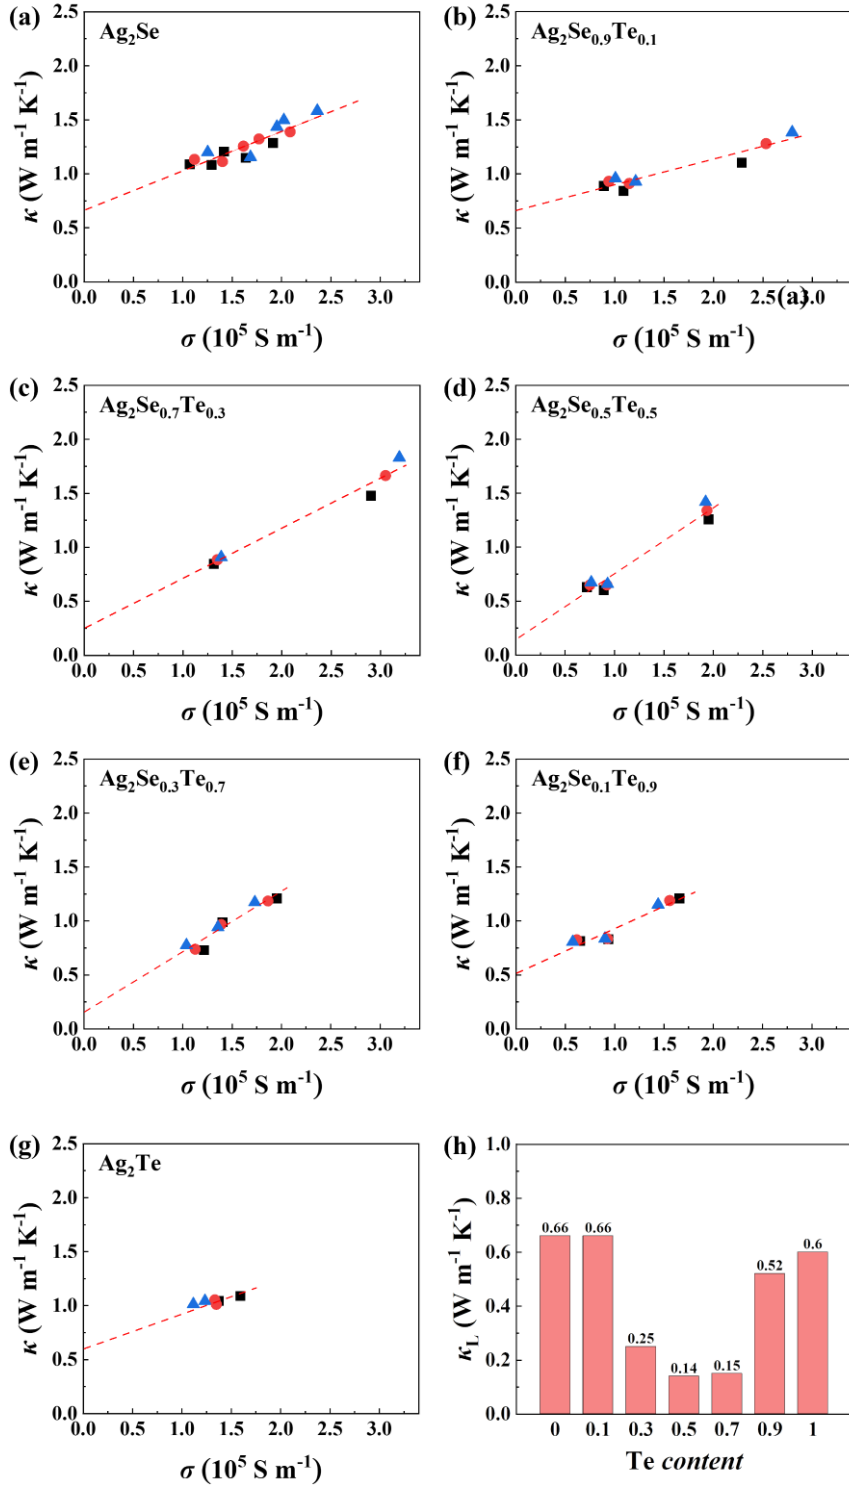 (a)
Ag₂Se
2.5
2.0
1.5
1.0
0.5
0.0
κ (W m⁻¹ K⁻¹)
0.0 0.5 1.0 1.5 2.0 2.5 3.0
σ (10⁵ S m⁻¹)
(b)
Ag₂Se₀.₉Te₀.₁
2.5
2.0
1.5
1.0
0.5
0.0
κ (W m⁻¹ K⁻¹)
0.0 0.5 1.0 1.5 2.0 2.5 3.0
(a)
σ (10⁵ S m⁻¹)
(c)
Ag₂Se₀.₇Te₀.₃
2.5
2.0
1.5
1.0
0.5
0.0
κ (W m⁻¹ K⁻¹)
0.0 0.5 1.0 1.5 2.0 2.5 3.0
σ (10⁵ S m⁻¹)
(d)
Ag₂Se₀.₅Te₀.₅
2.5
2.0
1.5
1.0
0.5
0.0
κ (W m⁻¹ K⁻¹)
0.0 0.5 1.0 1.5 2.0 2.5 3.0
σ (10⁵ S m⁻¹)
(e)
Ag₂Se₀.₃Te₀.₇
2.5
2.0
1.5
1.0
0.5
0.0
κ (W m⁻¹ K⁻¹)
0.0 0.5 1.0 1.5 2.0 2.5 3.0
σ (10⁵ S m⁻¹)
(f)
Ag₂Se₀.₁Te₀.₉
2.5
2.0
1.5
1.0
0.5
0.0
κ (W m⁻¹ K⁻¹)
0.0 0.5 1.0 1.5 2.0 2.5 3.0
σ (10⁵ S m⁻¹)
(g)
Ag₂Te
2.5
2.0
1.5
1.0
0.5
0.0
κ (W m⁻¹ K⁻¹)
0.0 0.5 1.0 1.5 2.0 2.5 3.0
σ (10⁵ S m⁻¹)
(h)
1.0
0.8
0.6
0.4
0.2
0.0
κL (W m⁻¹ K⁻¹)
0.66 0.66 0.25 0.14 0.15 0.52 0.6
0 0.1 0.3 0.5 0.7 0.9 1
Te content